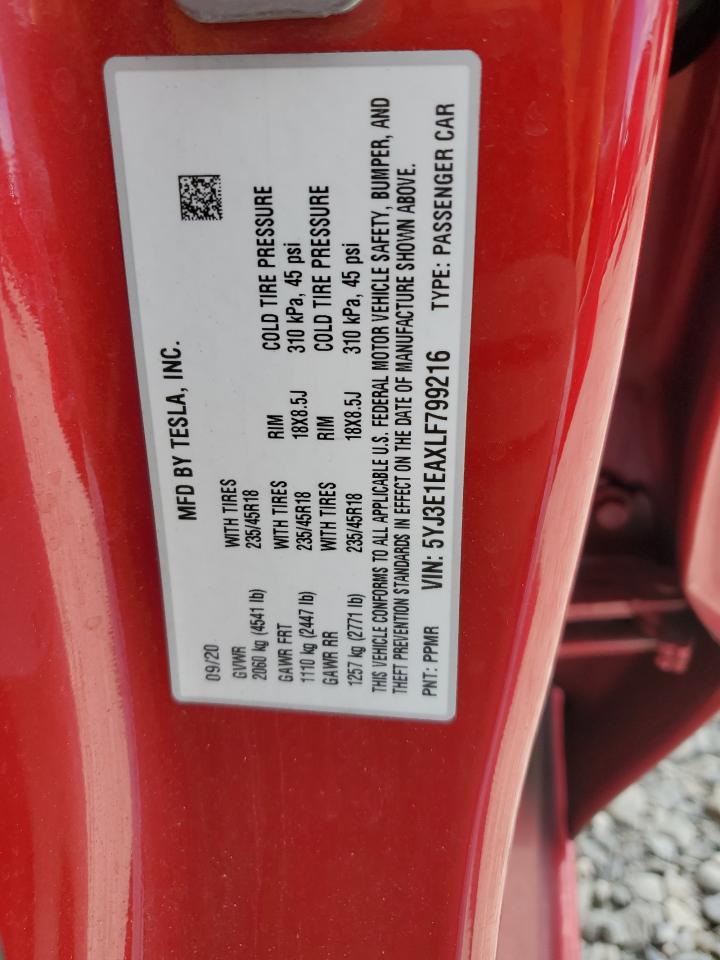 MFD BY TESLA, INC.
09/20
GVWR WITH TIRES
2060 kg (4541 lb) 235/45R18
GAWR FRT WITH TIRES RIM COLD TIRE PRESSURE
1110 kg (2447 lb) 235/45R18 18X8.5J 310 kPa, 45 psi
GAWR RR WITH TIRES RIM COLD TIRE PRESSURE
1257 kg (2771 lb) 235/45R18 18X8.5J 310 kPa, 45 psi
THIS VEHICLE CONFORMS TO ALL APPLICABLE U.S. FEDERAL MOTOR VEHICLE SAFETY, BUMPER, AND
THEFT PREVENTION STANDARDS IN EFFECT ON THE DATE OF MANUFACTURE SHOWN ABOVE.
PNT: PPMR VIN: 5YJ3E1EAXLF799216 TYPE: PASSENGER CAR